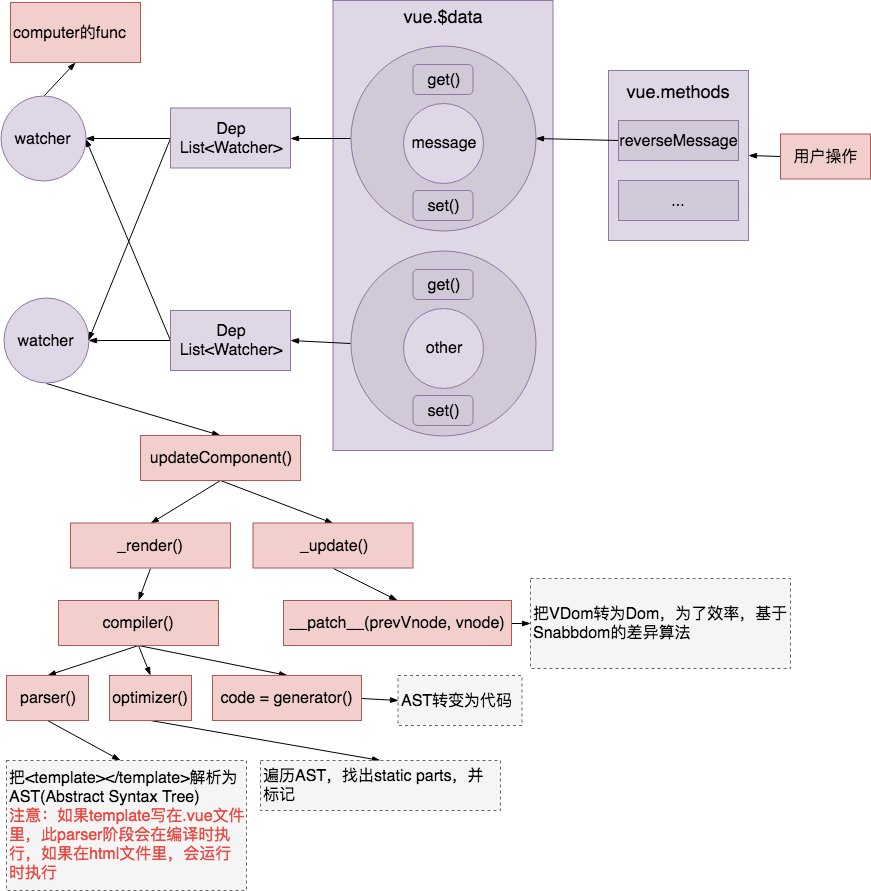 computer的func
vue.$data
get()
vue.methods
watcher
Dep
List<Watcher>
message
reverseMessage
用户操作
set()
...
get()
watcher
Dep
List<Watcher>
other
set()
updateComponent()
_render()
_update()
compiler()
__patch__(prevVnode, vnode)
把VDom转为Dom，为了效率，基于
Snabbdom的差异算法
parser()
optimizer()
code = generator()
AST转变为代码
把<template></template>解析为
AST(Abstract Syntax Tree)
注意：如果template写在.vue文件
里，此parser阶段会在编译时执
行，如果在html文件里，会运行
时执行
遍历AST，找出static parts，并
标记